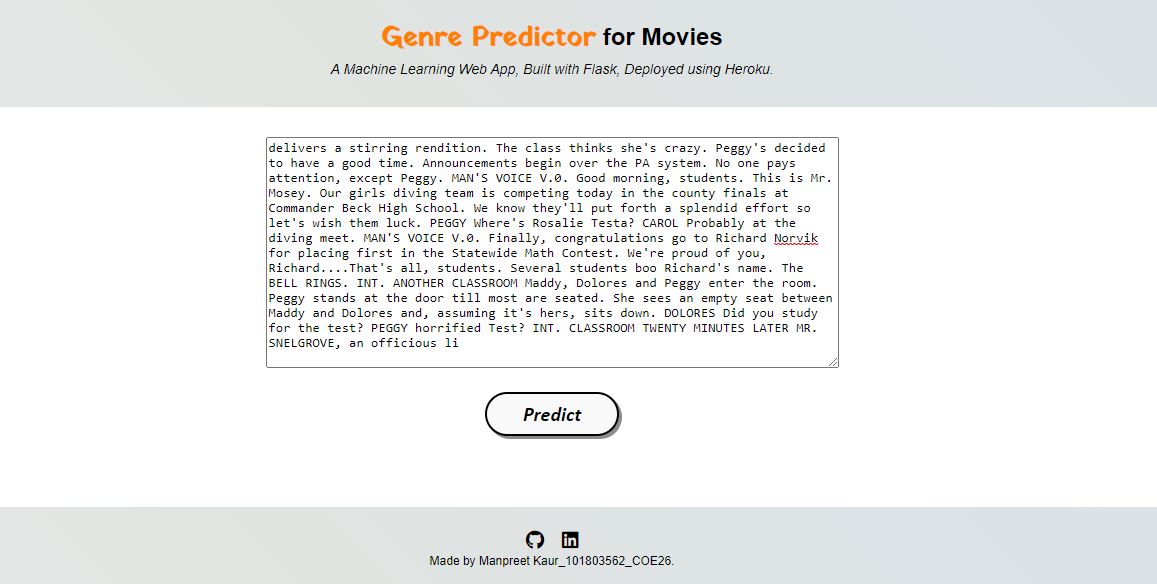 Genre Predictor for Movies
A Machine Learning Web App, Built with Flask, Deployed using Heroku.
delivers a stirring rendition. The class thinks she's crazy. Peggy's decided
to have a good time. Announcements begin over the PA system. No one pays
attention, except Peggy. MAN'S VOICE V.0. Good morning, students. This is Mr.
Mosey. Our girls diving team is competing today in the county finals at
Commander Beck High School. We know they'll put forth a splendid effort so
let's wish them luck. PEGGY Where's Rosalie Testa? CAROL Probably at the
diving meet. MAN'S VOICE V.0. Finally, congratulations go to Richard Norvik
for placing first in the Statewide Math Contest. We're proud of you,
Richard....That's all, students. Several students boo Richard's name. The
BELL RINGS. INT. ANOTHER CLASSROOM Maddy, Dolores and Peggy enter the room.
Peggy stands at the door till most are seated. She sees an empty seat between
Maddy and Dolores and, assuming it's hers, sits down. DOLORES Did you study
for the test? PEGGY horrified Test? INT. CLASSROOM TWENTY MINUTES LATER MR.
SNELGROVE, an officious li
Predict
Made by Manpreet Kaur_101803562_COE26.